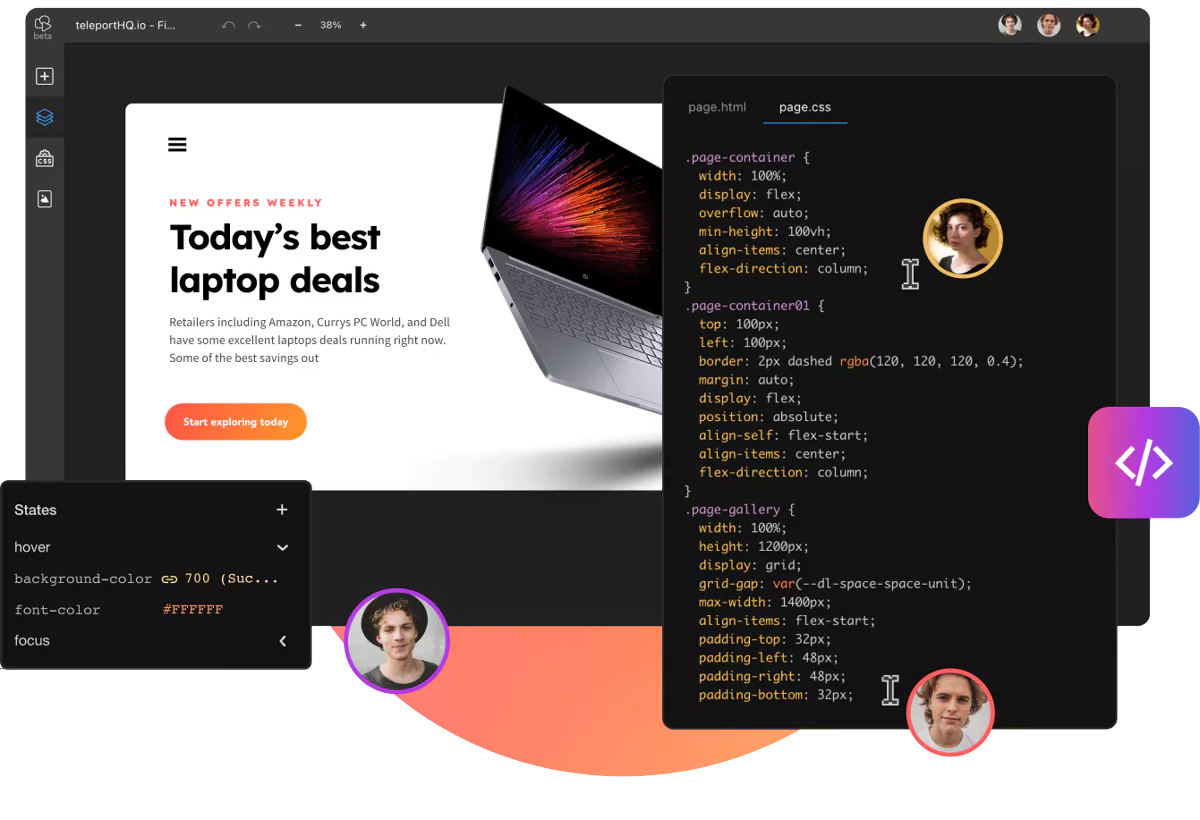 beta
teleportHQ.io - Fi...
38%
NEW OFFERS WEEKLY
Today's best
laptop deals
Retailers including Amazon, Currys PC World, and Dell
have some excellent laptops deals running right now.
Some of the best savings out
Start exploring today
CSS
States
hover
background-color 700 (Suc...
font-color #FFFFFF
focus
page.html page.css
.page-container {
width: 100%;
display: flex;
overflow: auto;
min-height: 100vh;
align-items: center;
flex-direction: column;
}
.page-container01 {
top: 100px;
left: 100px;
border: 2px dashed rgba(120, 120, 120, 0.4);
margin: auto;
display: flex;
position: absolute;
align-self: flex-start;
align-items: center;
flex-direction: column;
}
.page-gallery {
width: 100%;
height: 1200px;
display: grid;
grid-gap: var(--dl-space-space-unit);
max-width: 1400px;
align-items: flex-start;
padding-top: 32px;
padding-left: 48px;
padding-right: 48px;
padding-bottom: 32px;
</>